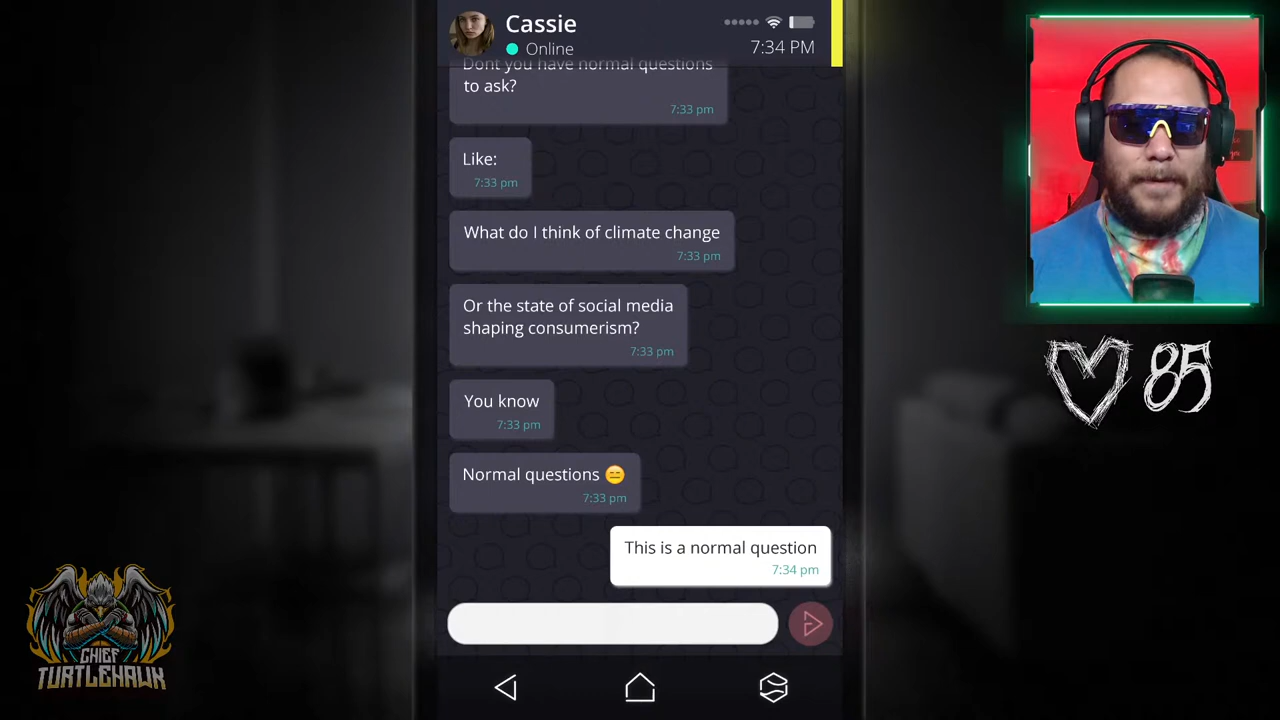 Cassie
Online
7:34 PM
Dont you have normal questions
to ask?
7:33 pm
Like:
7:33 pm
What do I think of climate change
7:33 pm
Or the state of social media
shaping consumerism?
7:33 pm
You know
7:33 pm
Normal questions 😑
7:33 pm
This is a normal question
7:34 pm
85
CHIEF
TURTLEHAWK